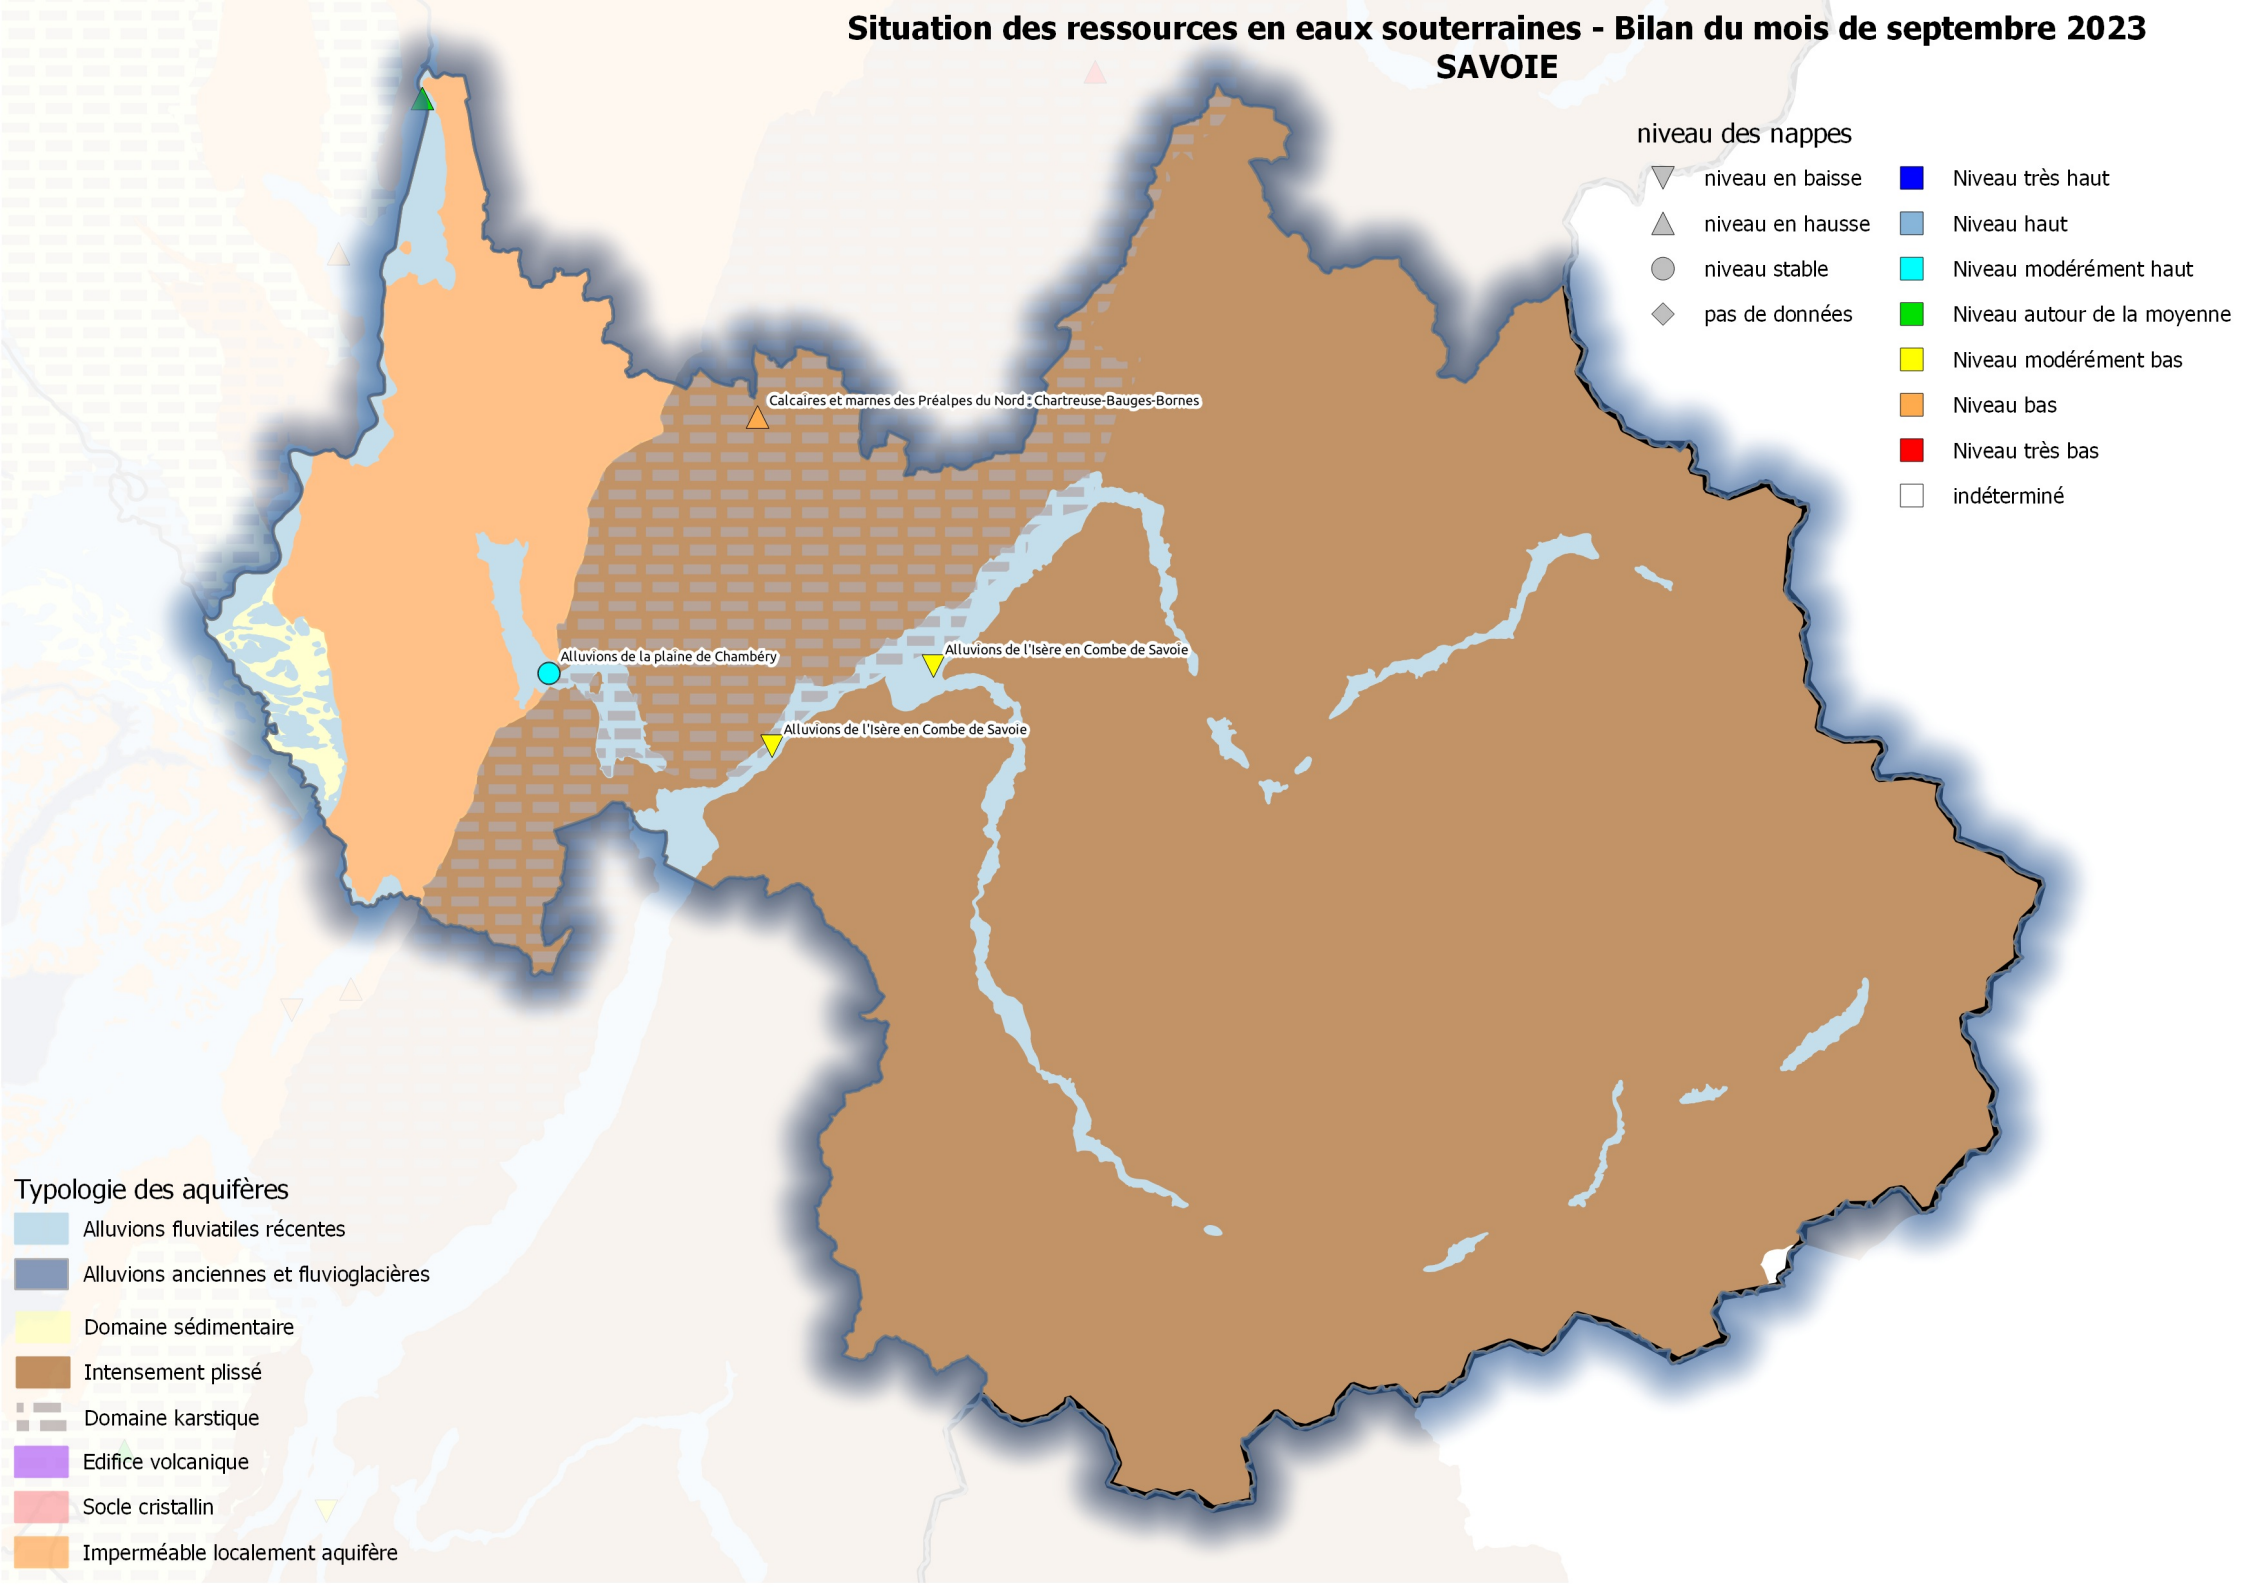 Situation des ressources en eaux souterraines - Bilan du mois de septembre 2023
SAVOIE
niveau des nappes
niveau en baisse
niveau en hausse
niveau stable
pas de données
Niveau très haut
Niveau haut
Niveau modérément haut
Niveau autour de la moyenne
Niveau modérément bas
Niveau bas
Niveau très bas
indéterminé
Calcaires et marnes des Préalpes du Nord : Chartreuse-Bauges-Bornes
Alluvions de la plaine de Chambéry
Alluvions de l'Isère en Combe de Savoie
Alluvions de l'Isère en Combe de Savoie
Typologie des aquifères
Alluvions fluviatiles récentes
Alluvions anciennes et fluvioglacières
Domaine sédimentaire
Intensement plissé
Domaine karstique
Edifice volcanique
Socle cristallin
Imperméable localement aquifère